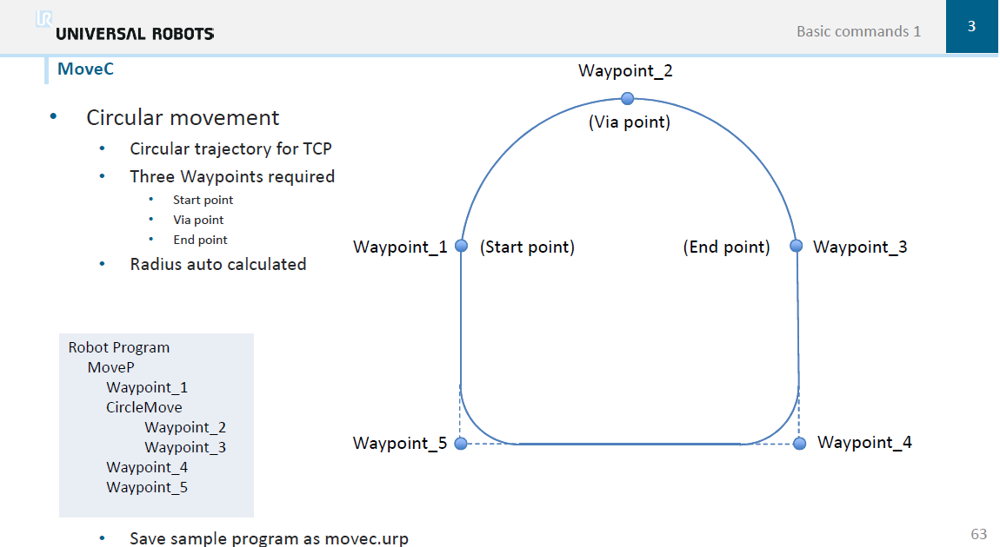 UR
UNIVERSAL ROBOTS
Basic commands 1
3
MoveC
• Circular movement
• Circular trajectory for TCP
• Three Waypoints required
• Start point
• Via point
• End point
• Radius auto calculated
Robot Program
MoveP
Waypoint_1
CircleMove
Waypoint_2
Waypoint_3
Waypoint_4
Waypoint_5
• Save sample program as movec.urp
Waypoint_2
(Via point)
Waypoint_1 (Start point)
(End point) Waypoint_3
Waypoint_5
Waypoint_4
63